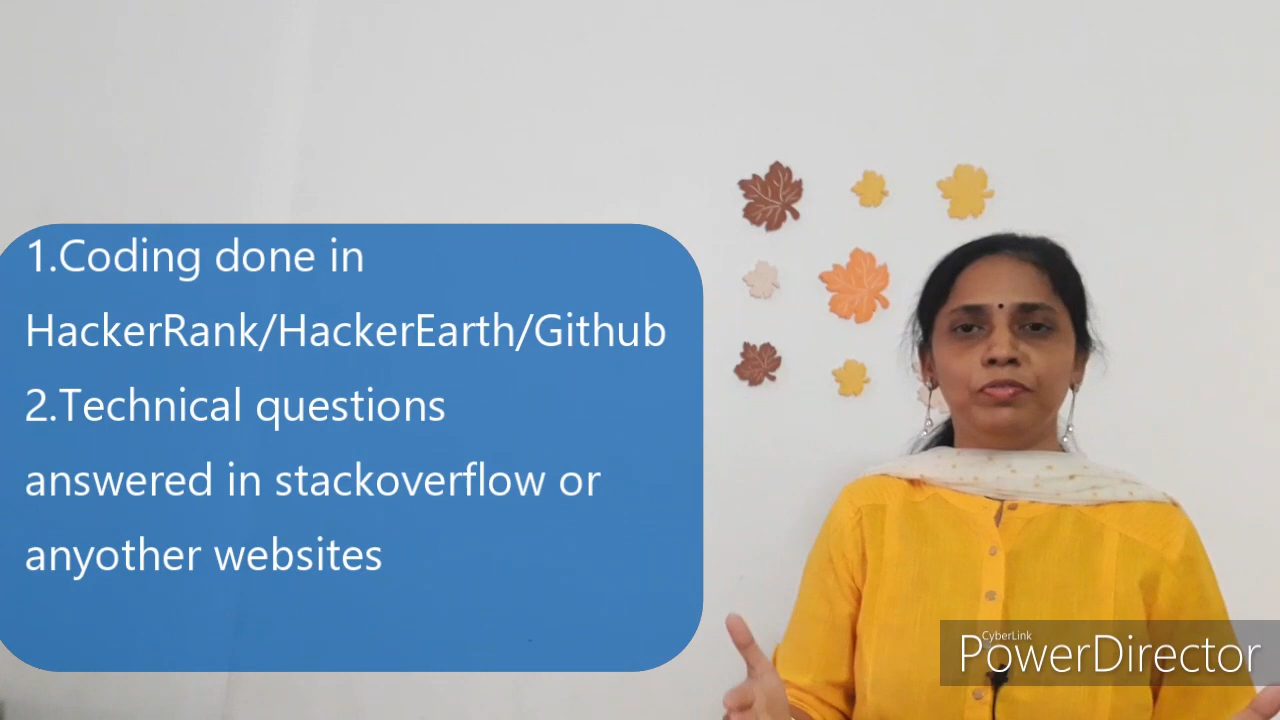 1.Coding done in
HackerRank/HackerEarth/Github
2.Technical questions
answered in stackoverflow or
anyother websites
CyberLink
PowerDirector